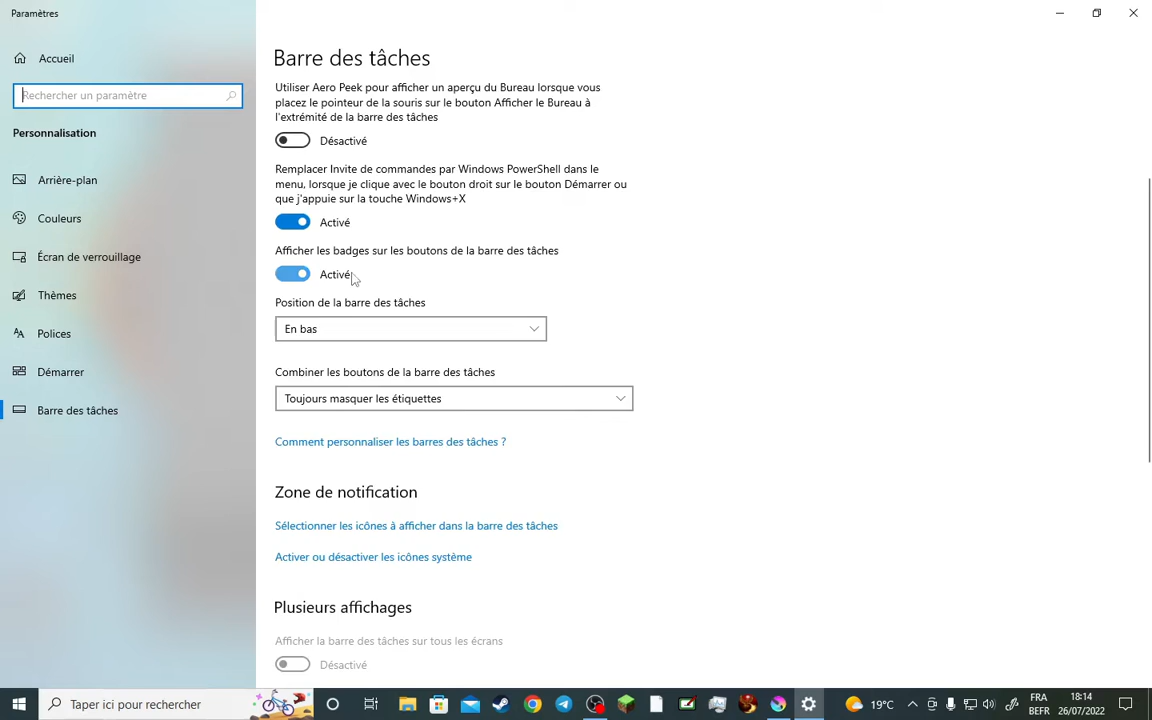 Paramètres
Accueil
Rechercher un paramètre
Personnalisation
Arrière-plan
Couleurs
Écran de verrouillage
Thèmes
Polices
Démarrer
Barre des tâches
Barre des tâches
Utiliser Aero Peek pour afficher un aperçu du Bureau lorsque vous
placez le pointeur de la souris sur le bouton Afficher le Bureau à
l'extrémité de la barre des tâches
Désactivé
Remplacer Invite de commandes par Windows PowerShell dans le
menu, lorsque je clique avec le bouton droit sur le bouton Démarrer ou
que j'appuie sur la touche Windows+X
Activé
Afficher les badges sur les boutons de la barre des tâches
Activé
Position de la barre des tâches
En bas
Combiner les boutons de la barre des tâches
Toujours masquer les étiquettes
Comment personnaliser les barres des tâches ?
Zone de notification
Sélectionner les icônes à afficher dans la barre des tâches
Activer ou désactiver les icônes système
Plusieurs affichages
Afficher la barre des tâches sur tous les écrans
Désactivé
Taper ici pour rechercher
19°C
FRA
BEFR
18:14
26/07/2022